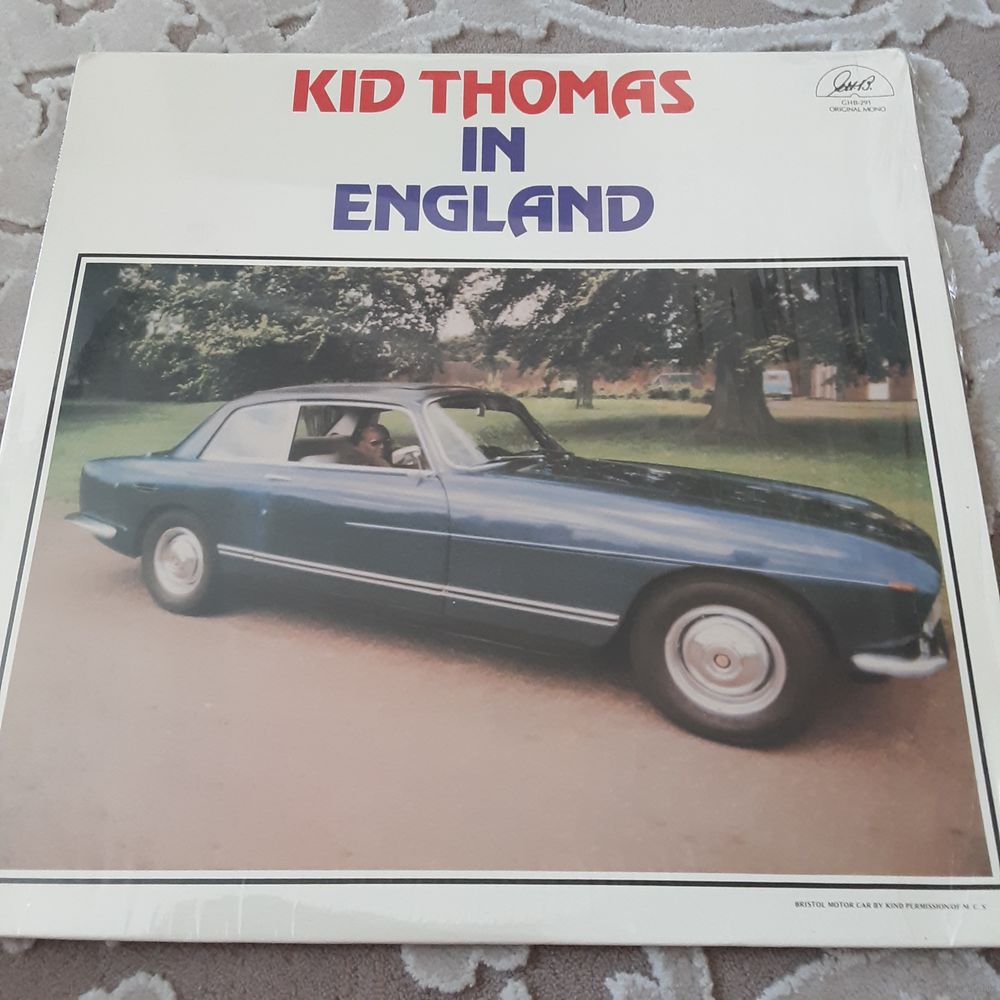 KID THOMAS
IN
ENGLAND
GHB.
GHB-291
ORIGINAL MONO
BRISTOL MOTOR CAR BY KIND PERMISSION OF M. C. S.